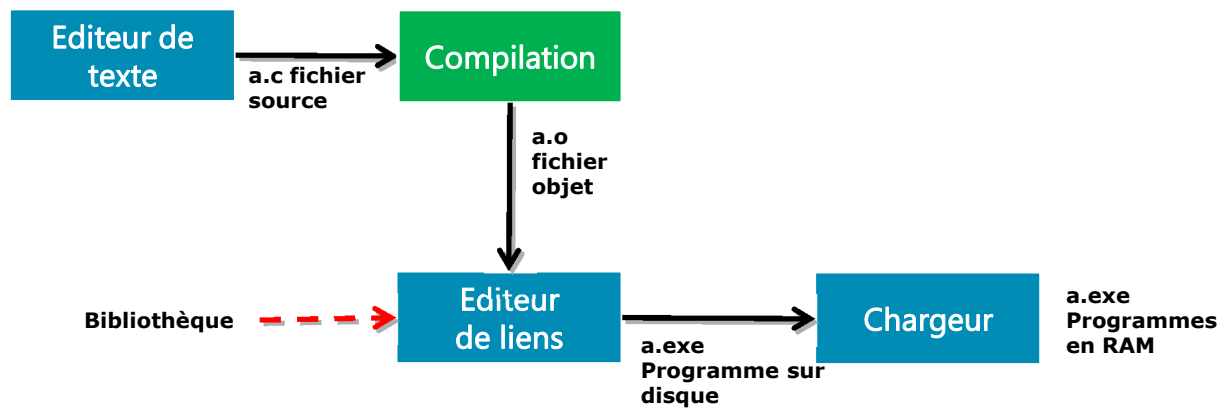 Editeur de
texte
a.c fichier
source
Compilation
a.o
fichier
objet
Bibliothèque
Editeur
de liens
a.exe
Programme sur
disque
Chargeur
a.exe
Programmes
en RAM